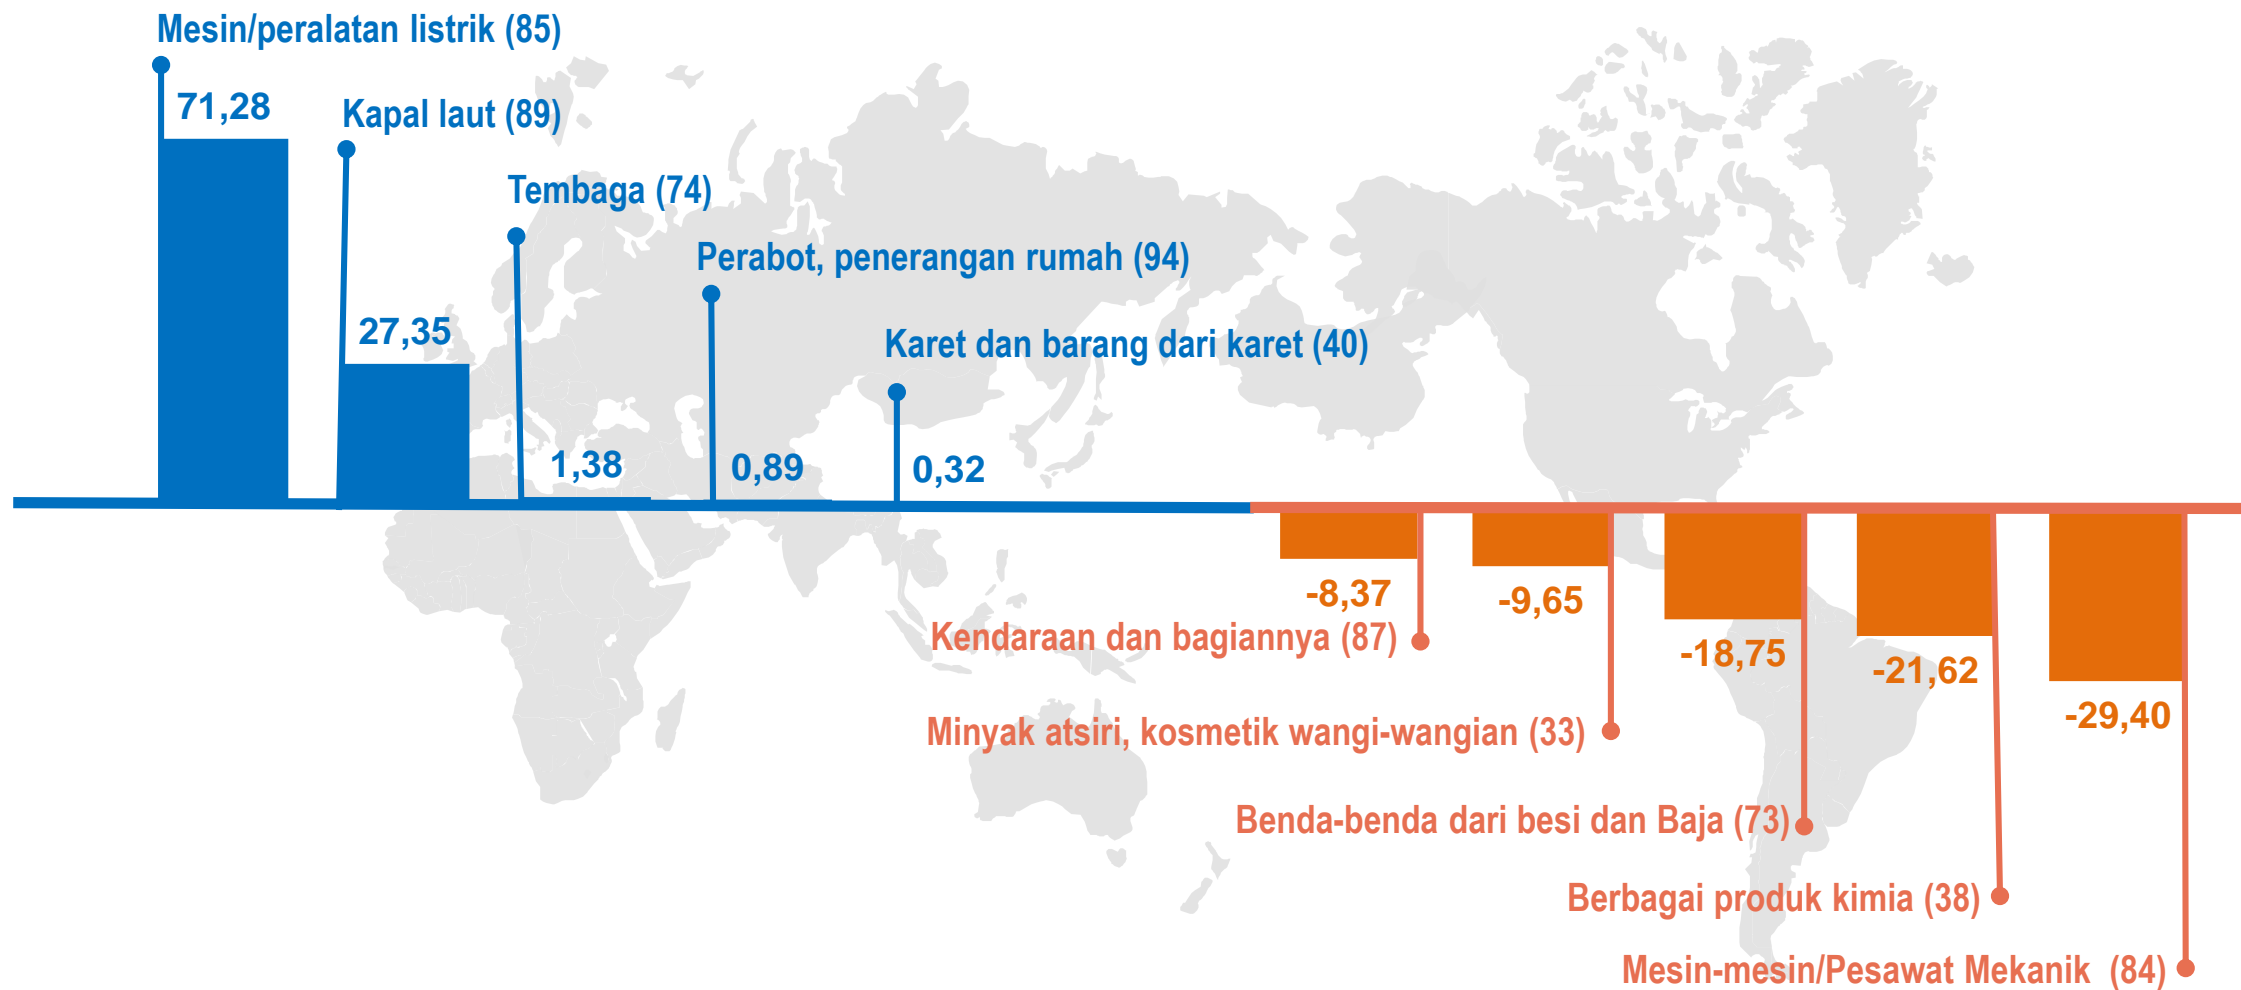 Mesin/peralatan listrik (85)
71,28
Kapal laut (89)
27,35
Tembaga (74)
1,38
Perabot, penerangan rumah (94)
0,89
Karet dan barang dari karet (40)
0,32
-8,37
Kendaraan dan bagiannya (87)
-9,65
Minyak atsiri, kosmetik wangi-wangian (33)
-18,75
Benda-benda dari besi dan Baja (73)
-21,62
Berbagai produk kimia (38)
-29,40
Mesin-mesin/Pesawat Mekanik (84)